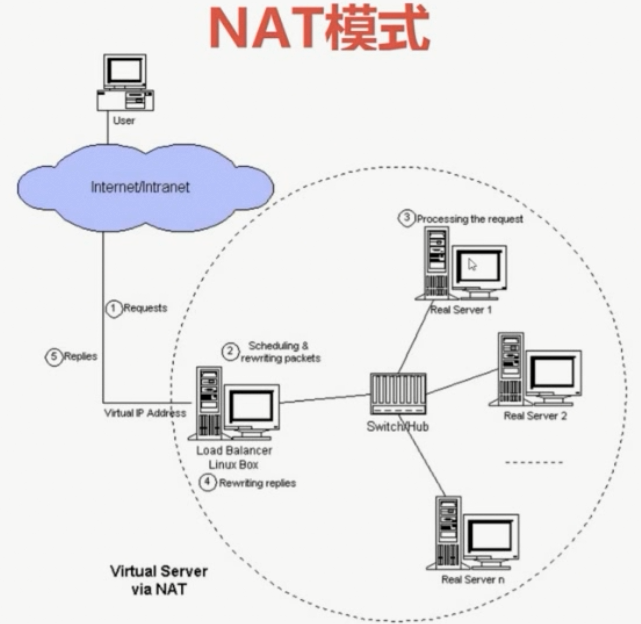 NAT模式
User
Internet/Intranet
3 Processing the request
Real Server 1
1 Requests
2 Scheduling &
rewriting packets
5 Replies
Real Server 2
Virtual IP Address
Switch/Hub
Load Balancer
Linux Box
4 Rewriting replies
Real Server n
Virtual Server
via NAT